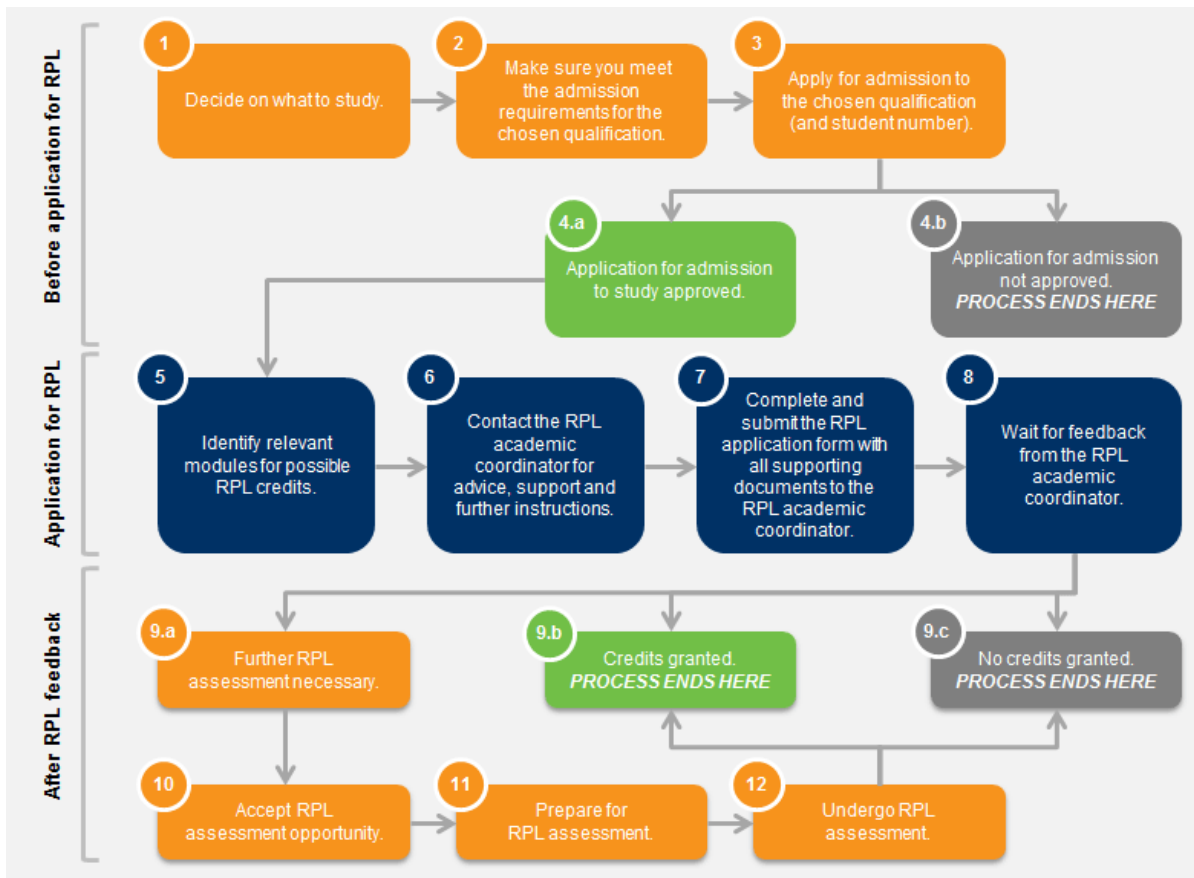 Before application for RPL
1
Decide on what to study.
2
Make sure you meet
the admission
requirements for the
chosen qualification.
3
Apply for admission to
the chosen qualification
(and student number).
4.a
Application for admission
to study approved.
4.b
Application for admission
not approved.
PROCESS ENDS HERE
Application for RPL
5
Identify relevant
modules for possible
RPL credits.
6
Contact the RPL
academic
coordinator for
advice, support and
further instructions.
7
Complete and
submit the RPL
application form with
all supporting
documents to the
RPL academic
coordinator.
8
Wait for feedback
from the RPL
academic
coordinator.
After RPL feedback
9.a
Further RPL
assessment necessary.
9.b
Credits granted.
PROCESS ENDS HERE
9.c
No credits granted.
PROCESS ENDS HERE
10
Accept RPL
assessment opportunity.
11
Prepare for
RPL assessment.
12
Undergo RPL
assessment.